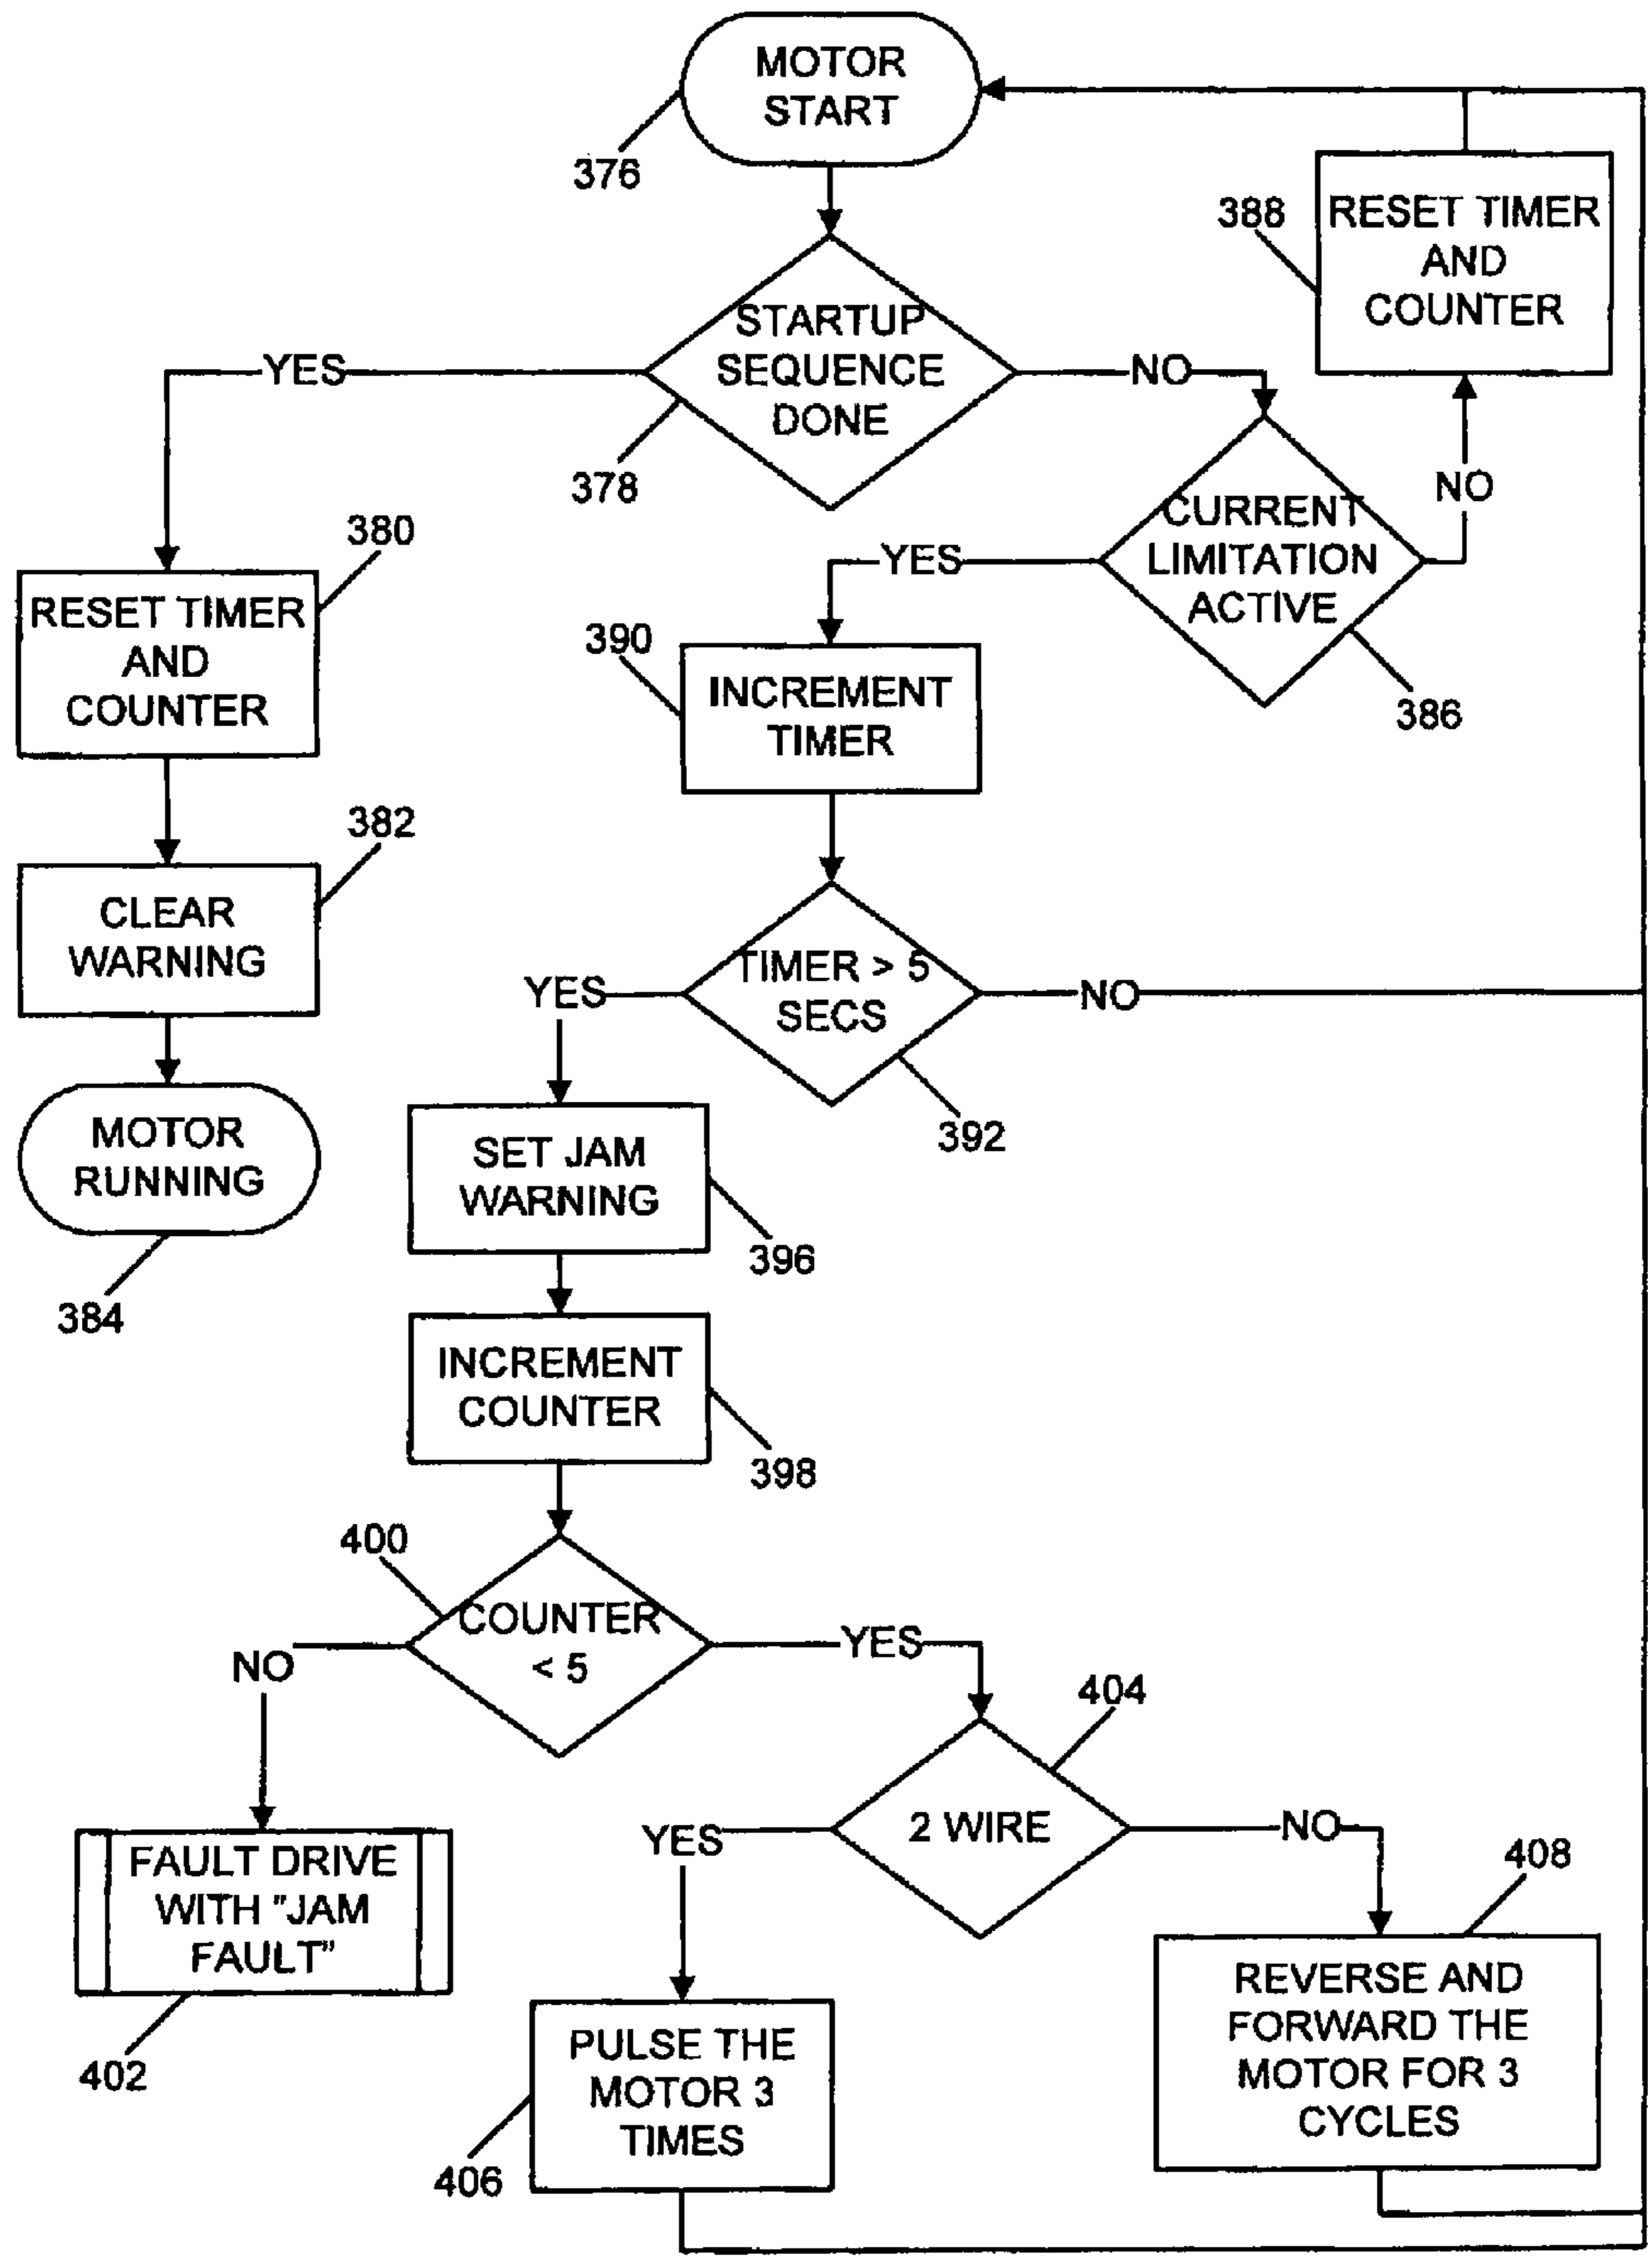 MOTOR
START
376
388
RESET TIMER
AND
COUNTER
STARTUP
SEQUENCE
DONE
YES
NO
378
NO
CURRENT
LIMITATION
ACTIVE
386
380
RESET TIMER
AND
COUNTER
YES
390
INCREMENT
TIMER
382
CLEAR
WARNING
TIMER > 5
SECS
YES
NO
392
MOTOR
RUNNING
384
SET JAM
WARNING
396
INCREMENT
COUNTER
398
400
COUNTER
< 5
NO
YES
404
2 WIRE
YES
NO
408
FAULT DRIVE
WITH "JAM
FAULT"
402
PULSE THE
MOTOR 3
TIMES
406
REVERSE AND
FORWARD THE
MOTOR FOR 3
CYCLES